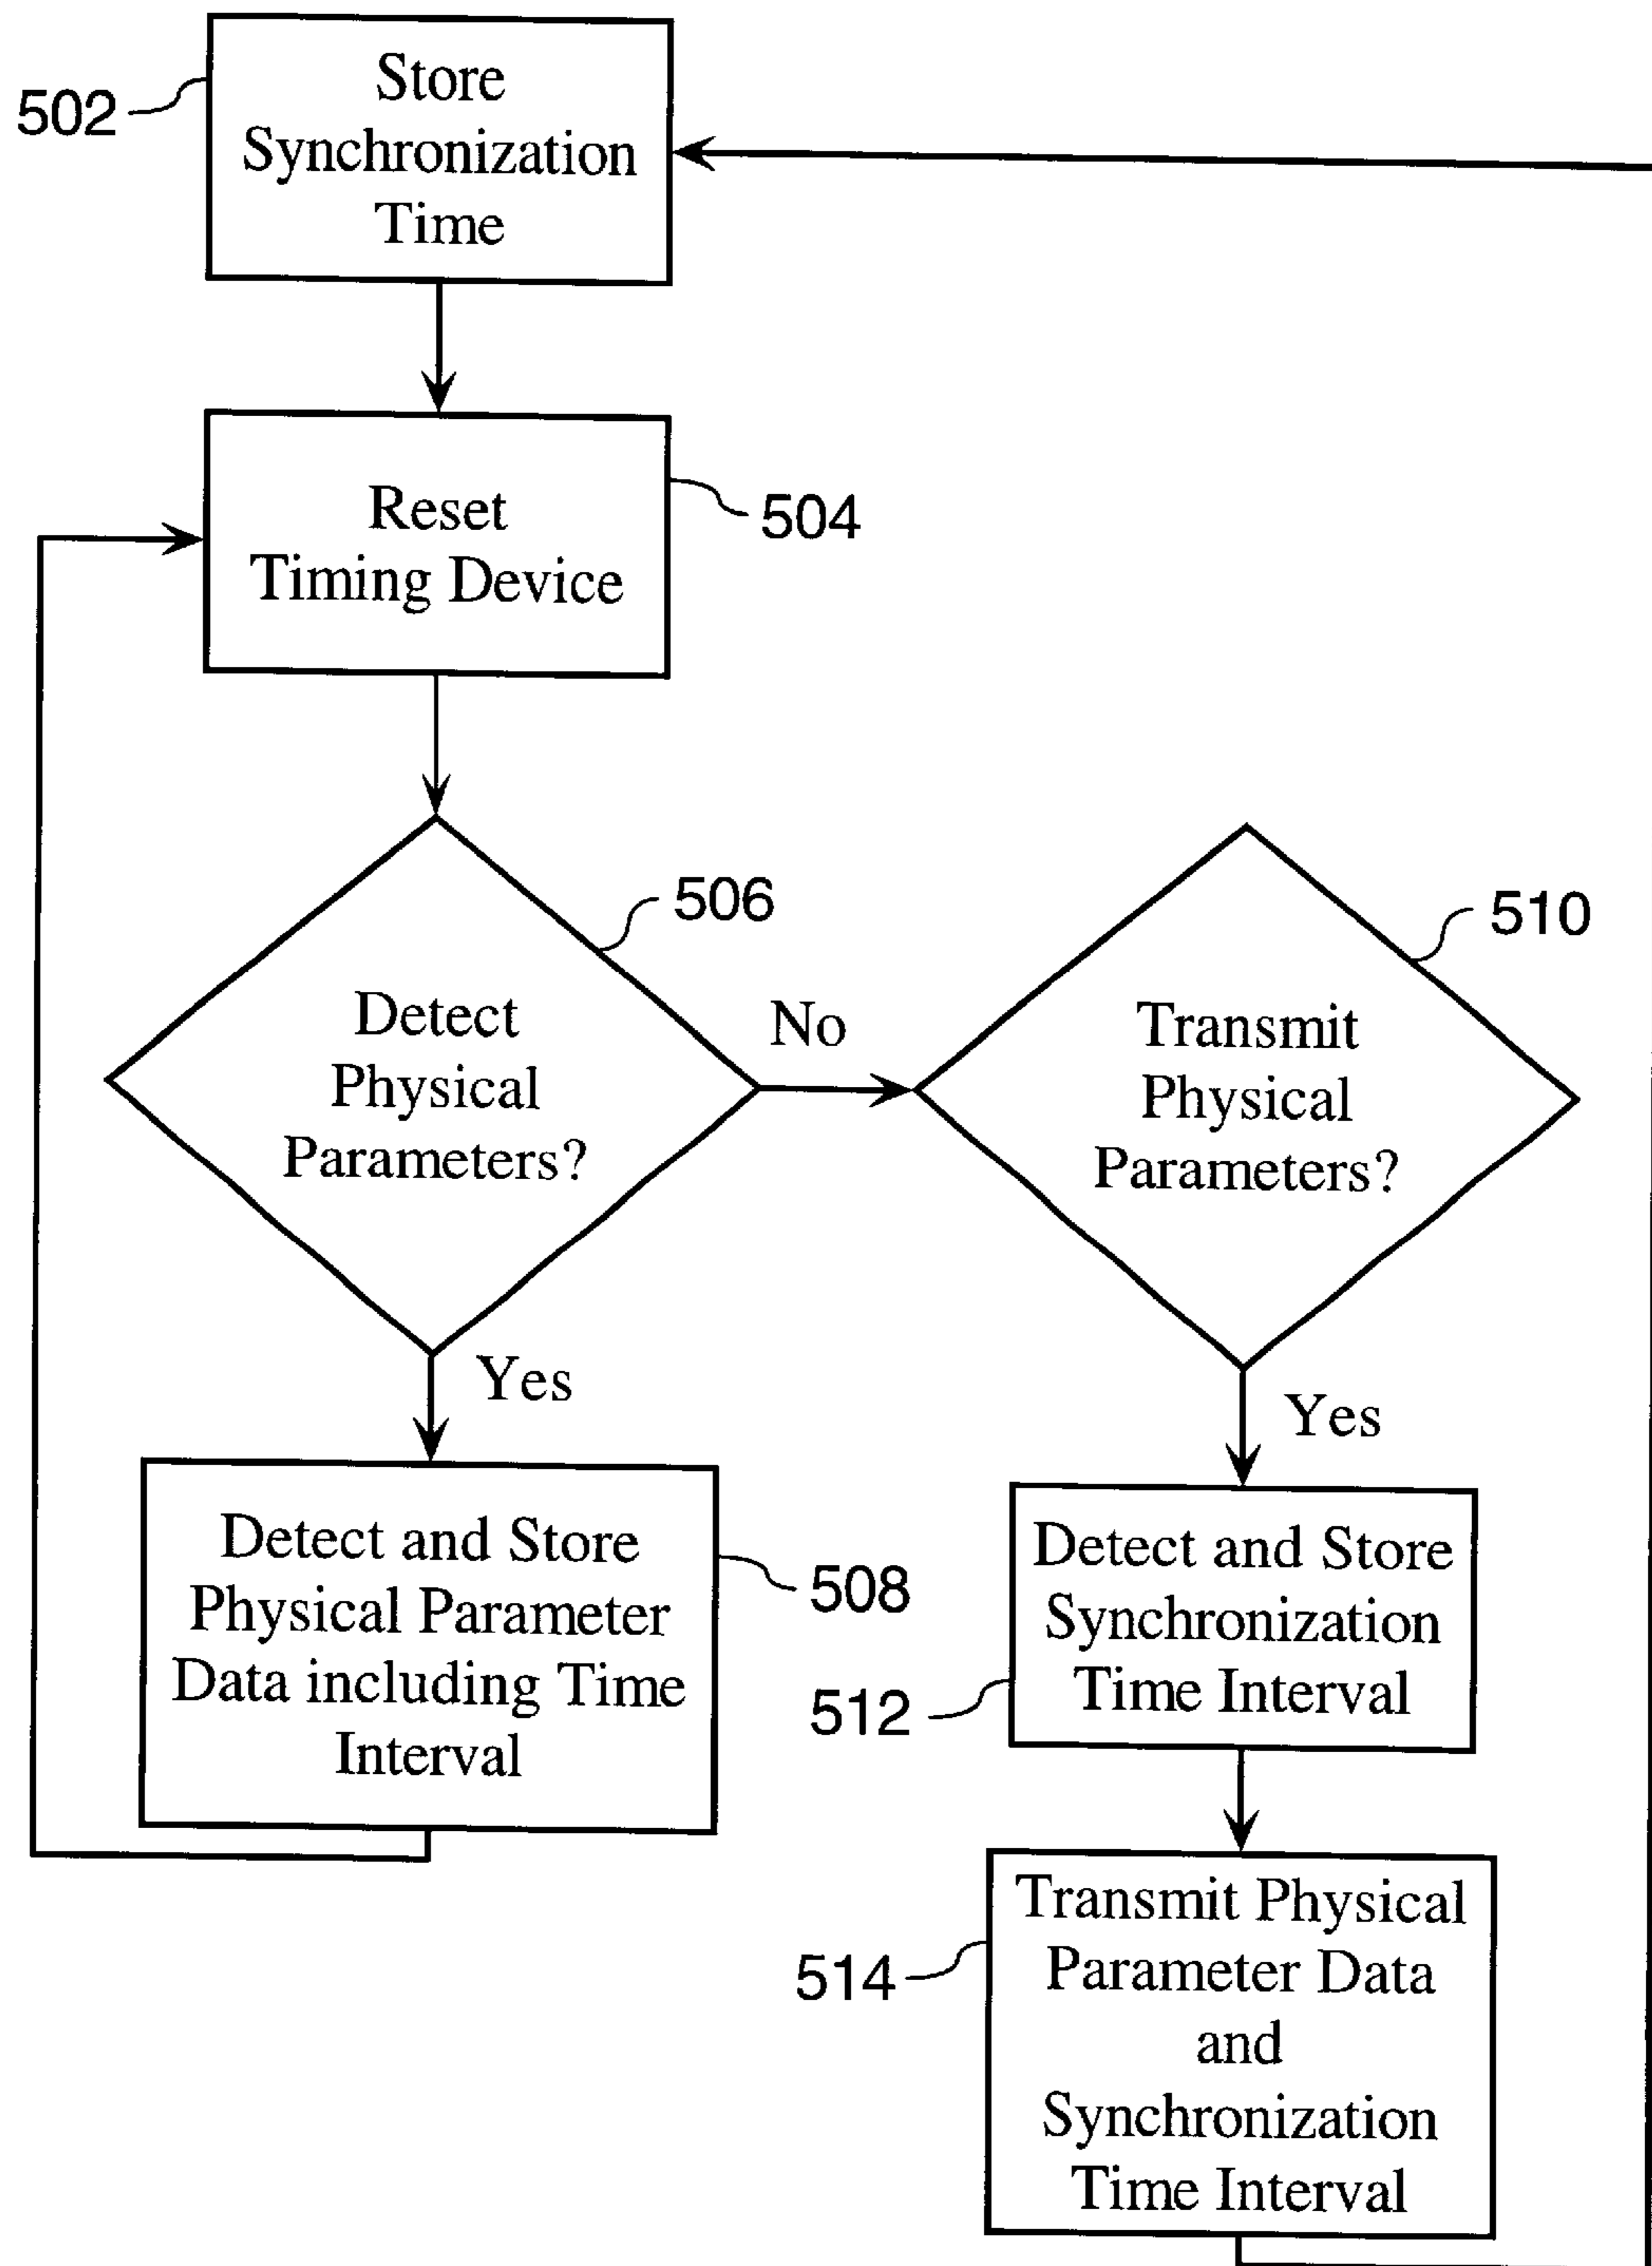 502
Store
Synchronization
Time
Reset
Timing Device
504
506
Detect
Physical
Parameters?
No
510
Transmit
Physical
Parameters?
Yes
Yes
Detect and Store
Physical Parameter
Data including Time
Interval
508
Detect and Store
Synchronization
Time Interval
512
Transmit Physical
Parameter Data
and
Synchronization
Time Interval
514